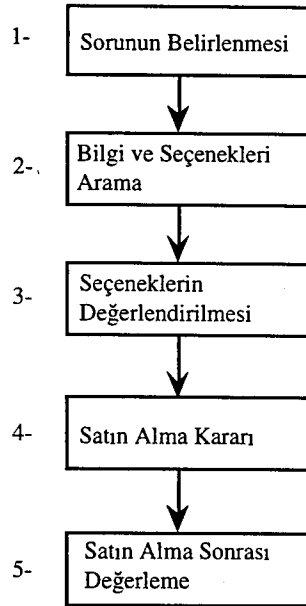 1- Sorunun Belirlenmesi
2- Bilgi ve Seçenekleri
Arama
3- Seçeneklerin
Değerlendirilmesi
4- Satın Alma Kararı
5- Satın Alma Sonrası
Değerleme